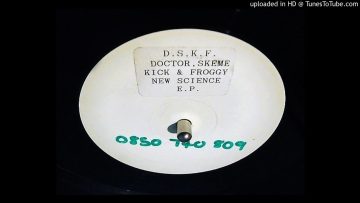 uploaded in HD @ TunesToTube.com
D.S.K.F.
DOCTOR,SKEME
KICK & FROGGY
NEW SCIENCE
E.P.
0850 740 809